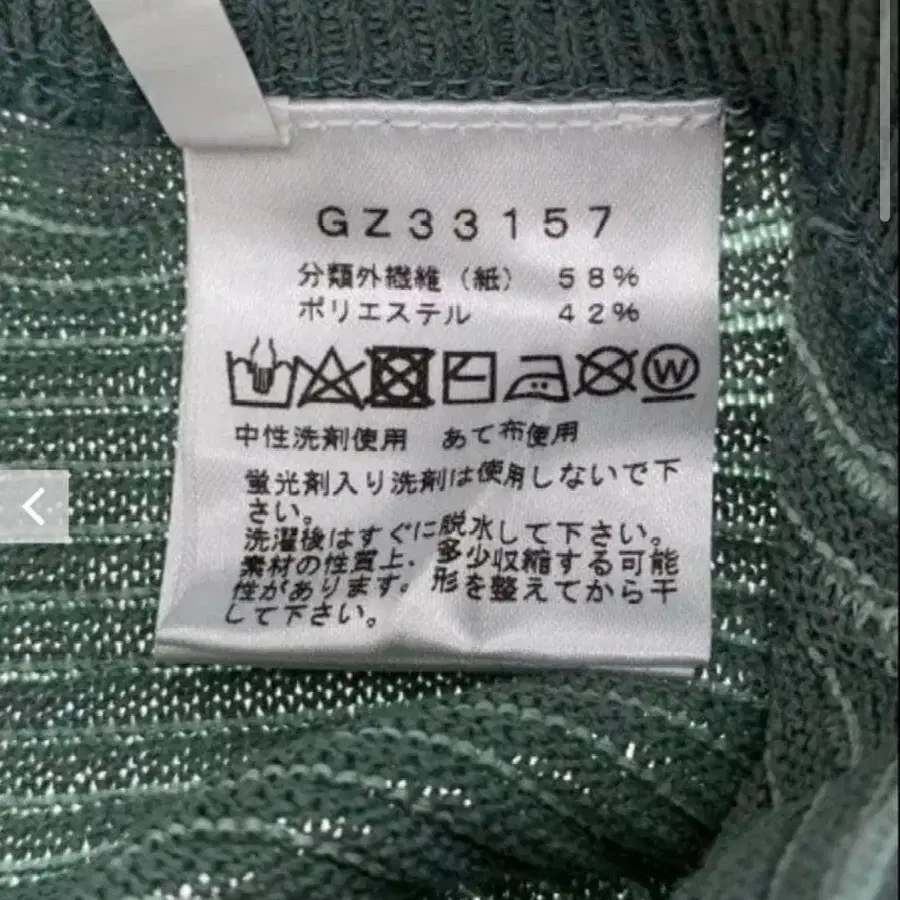 GZ33157
分類外繊維（紙） 58%
ポリエステル 42%
W
中性洗剤使用 あて布使用
蛍光剤入り洗剤は使用しないで下
さい。
洗濯後はすぐに脱水して下さい。
素材の性質上、多少収縮する可能
性があります。形を整えてから干
して下さい。